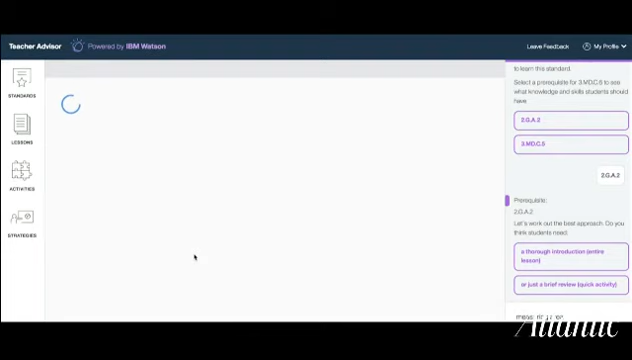 Teacher Advisor Powered by IBM Watson Leave Feedback My Profile
STANDARDS
LESSONS
ACTIVITIES
STRATEGIES
to learn this standard.
Select a prerequisite for 3.MD.C.6 to see
what knowledge and skills students should
have
2.G.A.2
3.MD.C.5
2.G.A.2
Prerequisite:
2.G.A.2
Let's work out the best approach. Do you
think students need:
a thorough introduction (entire
lesson)
or just a brief review (quick activity)
Atlantic